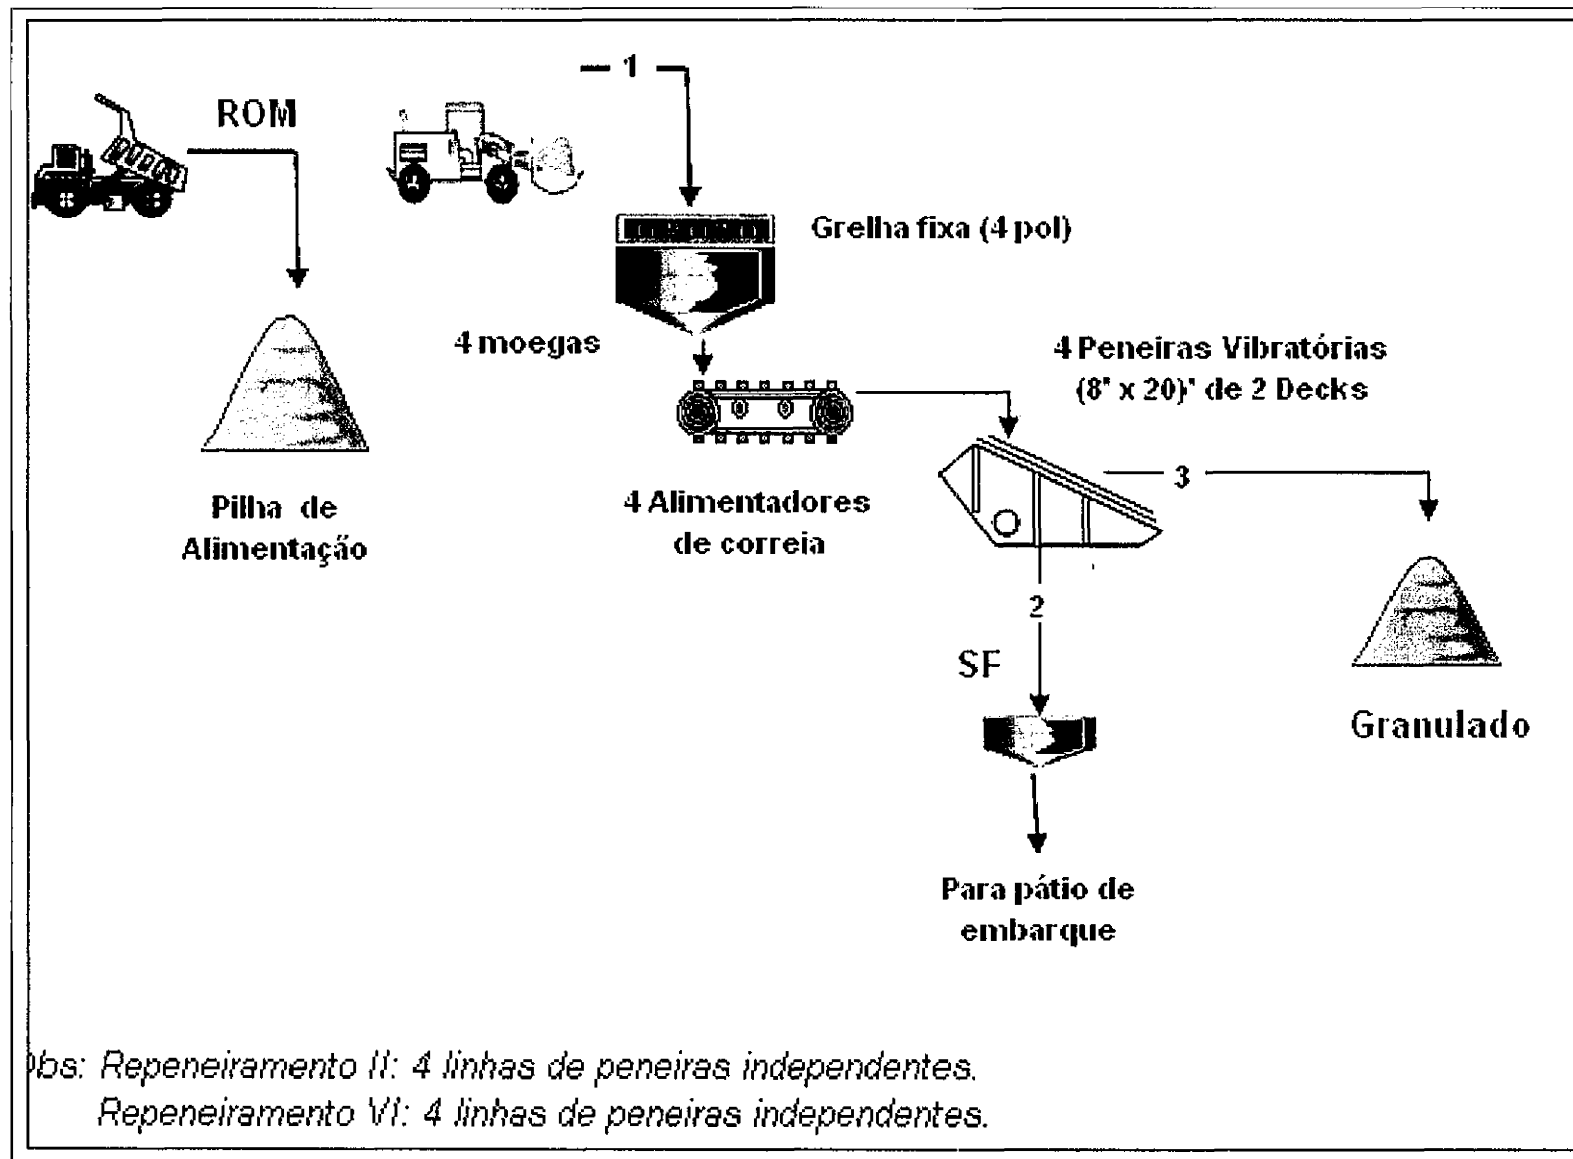 ROM
1
Grelha fixa (4 pol)
4 moegas
4 Peneiras Vibratórias
(8' x 20)' de 2 Decks
3
Pilha de
Alimentação
4 Alimentadores
de correia
2
SF
Granulado
Para pátio de
embarque
Obs: Repeneiramento II: 4 linhas de peneiras independentes.
Repeneiramento VI: 4 linhas de peneiras independentes.